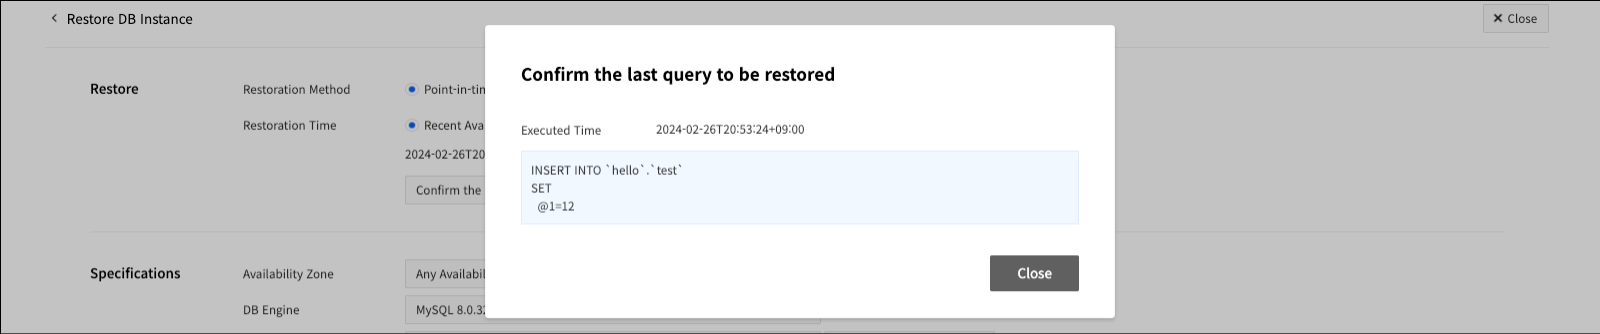 Restore DB Instance
Close
Confirm the last query to be restored
Restore
Restoration Method
Point-in-tin
Executed Time
2024-02-26T20:53:24+09:00
Restoration Time
Recent Ava
2024-02-26T20
Confirm the
INSERT INTO `hello`.`test`
SET
@1=12
Specifications
Availability Zone
Any Availabil
Close
DB Engine
MySQL 8.0.32